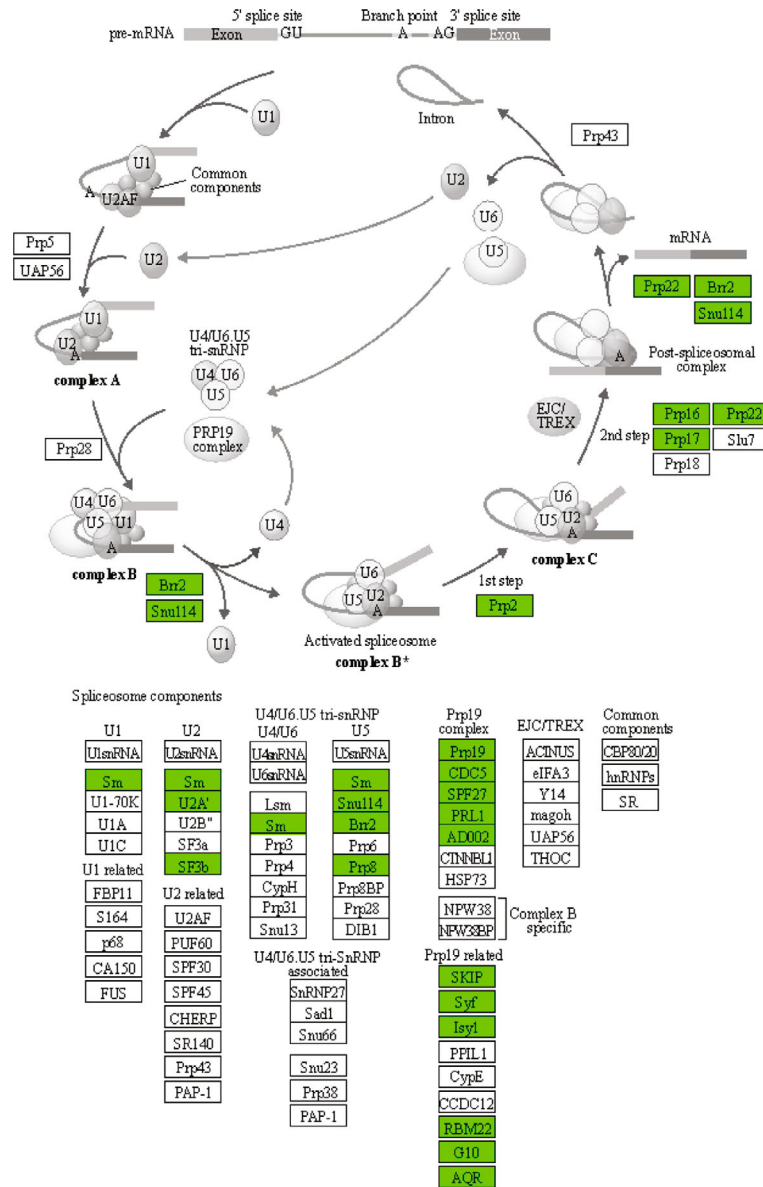 5' splice site Branch point 3' splice site
pre-mRNA Exon GU A AG Exon
U1
Intron
Prp43
U1
A U2AF
Common
components
U2
U6
U5
mRNA
Prp5
UAP56
U2
Prp22 Brr2
Snu114
U1
U2
A
complex A
U4/U6.U5
tri-snRNP
U4 U6
U5
PRP19
complex
A
Post-spliceosomal
complex
EJC/
TREX
2nd step
Prp16 Prp22
Prp17 Slu7
Prp18
Prp28
U4 U6
U5 U1
A
complex B
U4
U6
U5 U2
A
complex C
Brr2
Snu114
U1
U6
U5 U2
A
Activated spliceosome
complex B*
1st step
Prp2
Spliceosome components
U1
U1snRNA
Sm
U1-70K
U1A
U1C
U1 related
FBP11
S164
p68
CA150
FUS
U2
U2snRNA
Sm
U2A'
U2B"
SF3a
SF3b
U2 related
U2AF
PUF60
SPF30
SPF45
CHERP
SR140
Prp43
PAP-1
U4/U6.U5 tri-snRNP
U4/U6
U4snRNA
U6snRNA
Lsm
Sm
Prp3
Prp4
CypH
Prp31
Snu13
U5
U5snRNA
Sm
Snu114
Brr2
Prp6
Prp8
Prp8BP
Prp28
DIB1
U4/U6.U5 tri-SnRNP
associated
SnRNP27
Sad1
Snu66
Snu23
Prp38
PAP-1
Prp19
complex
Prp19
CDC5
SPF27
PRL1
AD002
CTNNBL1
HSP73
NPW38
NPW38BP
Complex B
specific
Prp19 related
SKIP
Syf
Isy1
PPIL1
CypE
CCDC12
RBM22
G10
AQR
EJC/TREX
ACINUS
eIFA3
Y14
magoh
UAP56
THOC
Common
components
CBP80/20
hnRNPs
SR